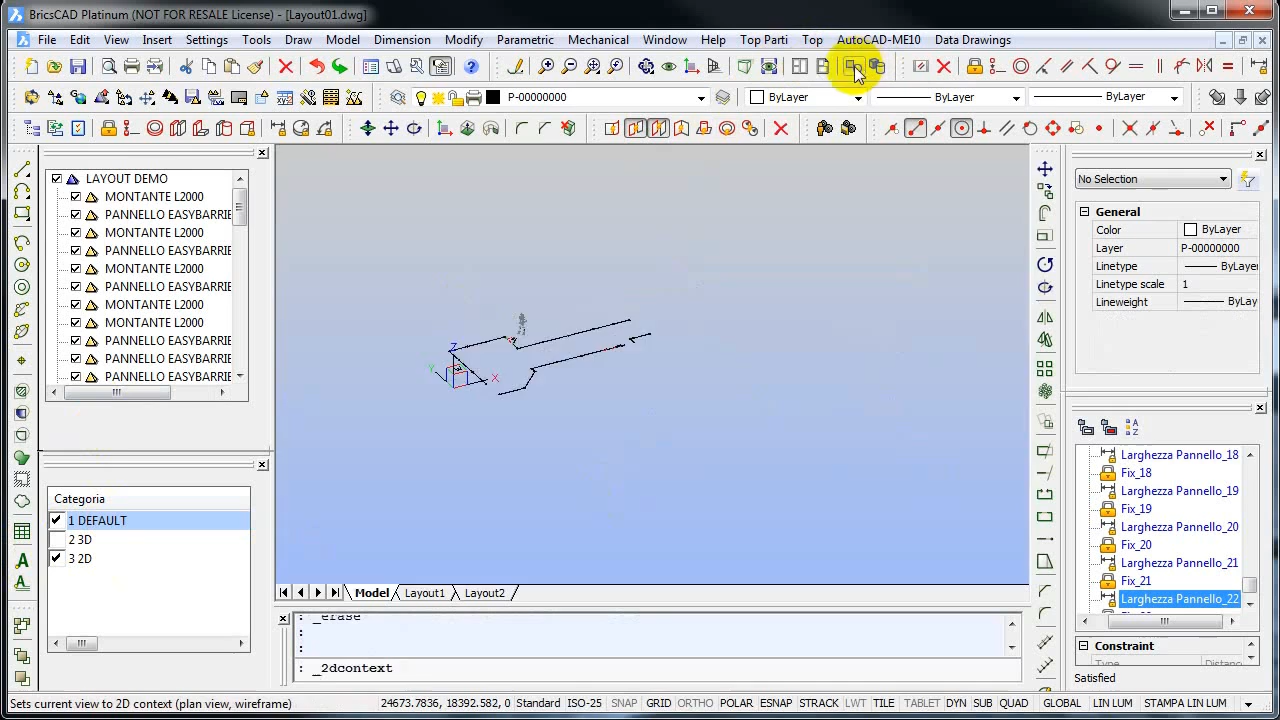 BricsCAD Platinum (NOT FOR RESALE License) - [Layout01.dwg]
File Edit View Insert Settings Tools Draw Model Dimension Modify Parametric Mechanical Window Help Top Parti Top AutoCAD-ME10 Data Drawings
P-00000000 ByLayer ByLayer ByLayer
LAYOUT DEMO
MONTANTE L2000
PANNELLO EASYBARRIE
MONTANTE L2000
PANNELLO EASYBARRIE
MONTANTE L2000
PANNELLO EASYBARRIE
MONTANTE L2000
MONTANTE L2000
PANNELLO EASYBARRIE
PANNELLO EASYBARRIE
PANNELLO EASYBARRIE
Categoria
1 DEFAULT
2 3D
3 2D
Z
Y
X
Model Layout1 Layout2
: _erase
:
:
: __2dcontext
No Selection
General
Color ByLayer
Layer P-00000000
Linetype ByLayer
Linetype scale 1
Lineweight ByLay
Larghezza Pannello_18
Fix_18
Larghezza Pannello_19
Fix_19
Larghezza Pannello_20
Fix_20
Larghezza Pannello_21
Fix_21
Larghezza Pannello_22
Constraint
Satisfied
Sets current view to 2D context (plan view, wireframe) 24673.7836, 18392.582, 0 Standard ISO-25 SNAP GRID ORTHO POLAR ESNAP STRACK LWT TILE TABLET DYN SUB QUAD GLOBAL LIN LUM STAMPA LIN LUM